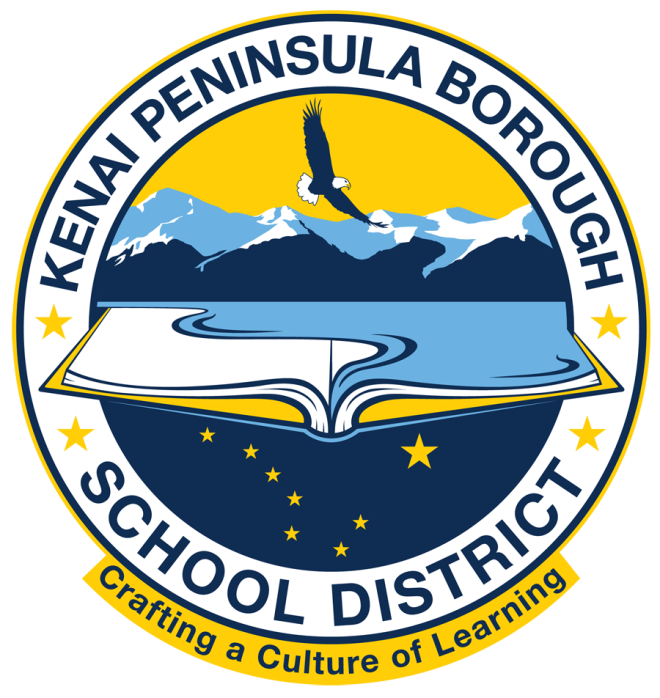 KENAI PENINSULA BOROUGH
SCHOOL DISTRICT
Crafting a Culture of Learning